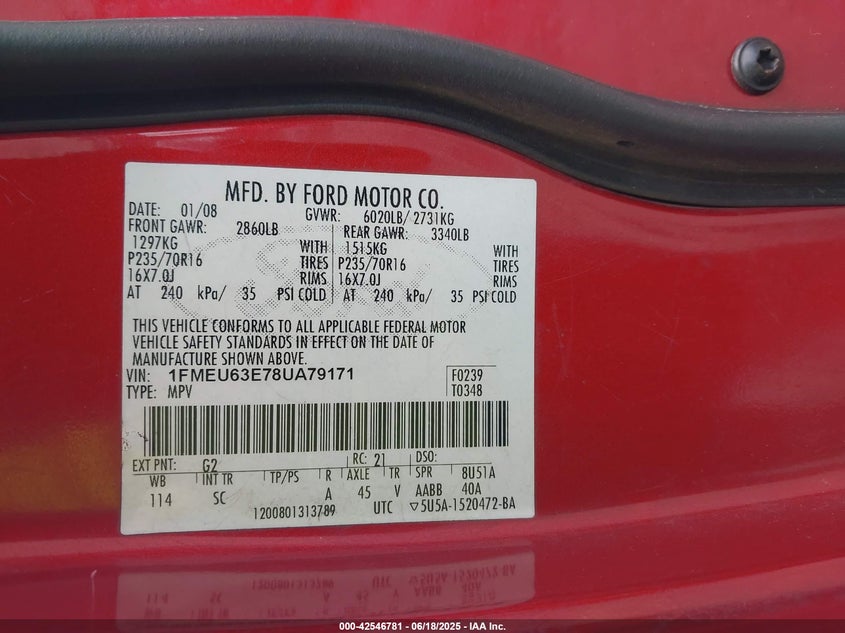 MFD. BY FORD MOTOR CO.
DATE: 01/08 GVWR: 6020LB/ 2731KG
FRONT GAWR: 2860LB REAR GAWR: 3340LB
1297KG WITH 1515KG WITH
P235/70R16 TIRES P235/70R16 TIRES
16X7.0J RIMS 16X7.0J RIMS
AT 240 kPa/ 35 PSI COLD AT 240 kPa/ 35 PSI COLD
THIS VEHICLE CONFORMS TO ALL APPLICABLE FEDERAL MOTOR
VEHICLE SAFETY STANDARDS IN EFFECT ON THE DATE OF
MANUFACTURE SHOWN ABOVE.
VIN: 1FMEU63E78UA79171 F0239
TYPE: MPV T0348
EXT PNT: G2 RC: 21 DSO:
WB INT TR TP/PS R AXLE TR SPR 8U51A
114 SC A 45 V AABB 40A
1200801313789 UTC ▽5U5A-1520472-BA
000-42546781 - 06/18/2025 - IAA Inc.